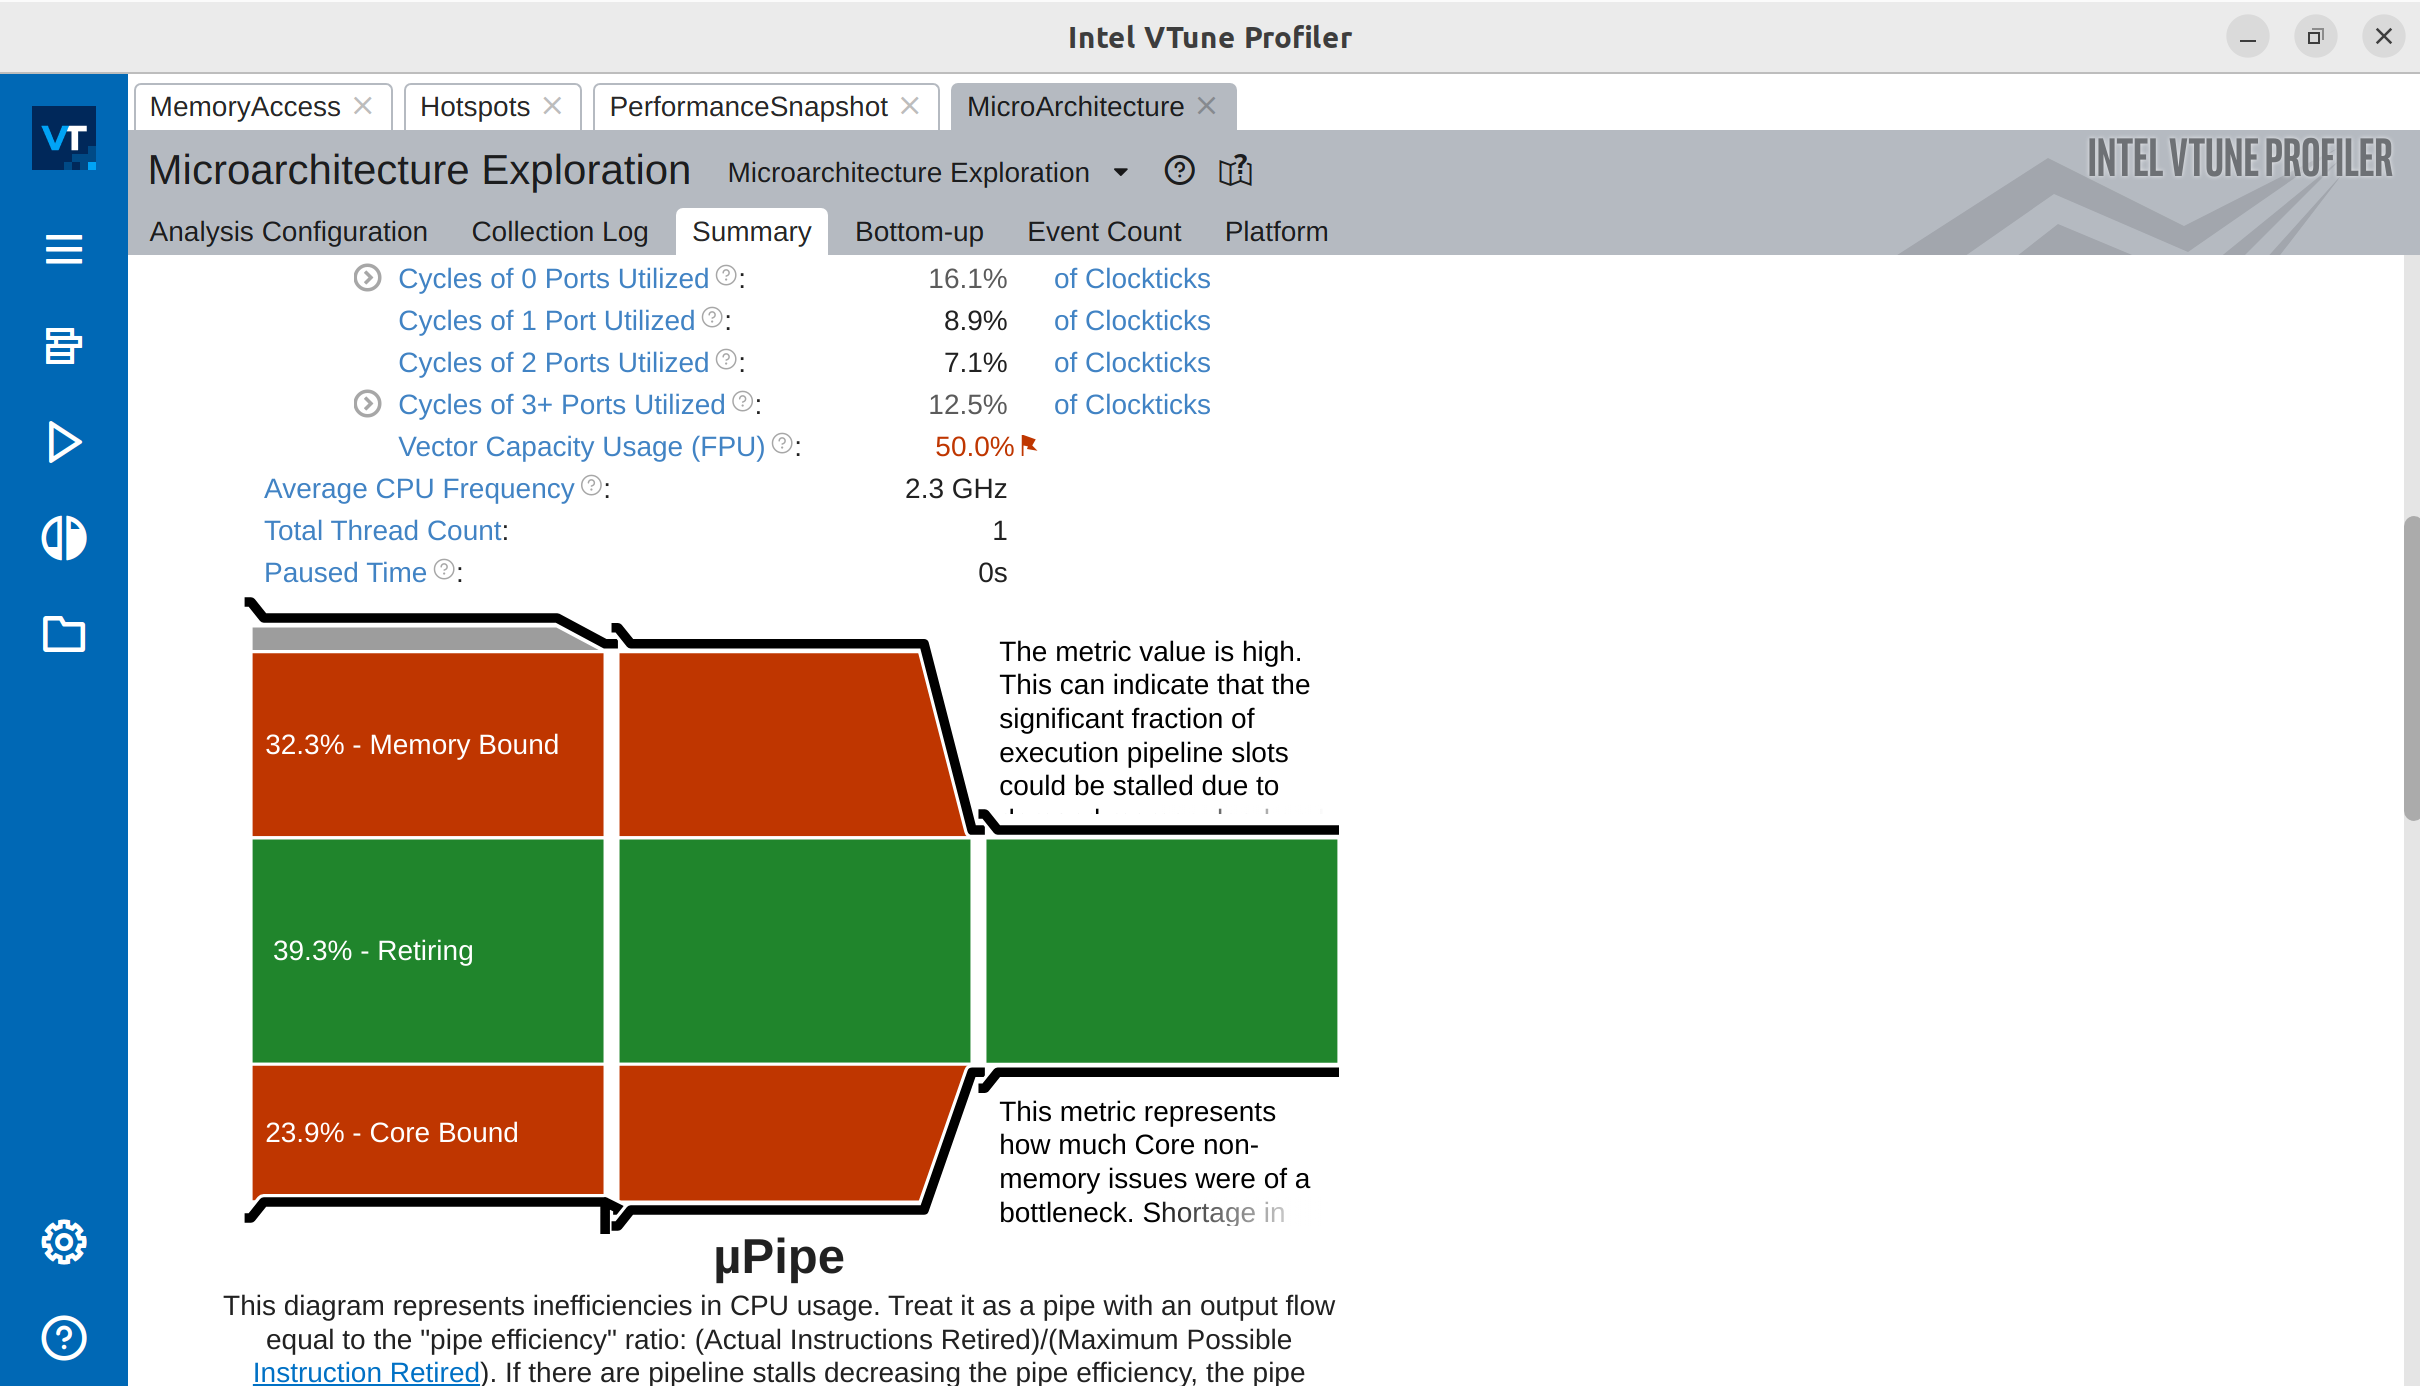 Intel VTune Profiler
MemoryAccess Hotspots PerformanceSnapshot MicroArchitecture
VT
Microarchitecture Exploration Microarchitecture Exploration
INTEL VTUNE PROFILER
Analysis Configuration Collection Log Summary Bottom-up Event Count Platform
Cycles of 0 Ports Utilized ?: 16.1% of Clockticks
Cycles of 1 Port Utilized ?: 8.9% of Clockticks
Cycles of 2 Ports Utilized ?: 7.1% of Clockticks
Cycles of 3+ Ports Utilized ?: 12.5% of Clockticks
Vector Capacity Usage (FPU) ?: 50.0%
Average CPU Frequency ?: 2.3 GHz
Total Thread Count: 1
Paused Time ?: 0s
The metric value is high.
This can indicate that the
significant fraction of
execution pipeline slots
could be stalled due to
32.3% - Memory Bound
39.3% - Retiring
23.9% - Core Bound
This metric represents
how much Core non-
memory issues were of a
bottleneck. Shortage in
µPipe
This diagram represents inefficiencies in CPU usage. Treat it as a pipe with an output flow
equal to the "pipe efficiency" ratio: (Actual Instructions Retired)/(Maximum Possible
Instruction Retired). If there are pipeline stalls decreasing the pipe efficiency, the pipe